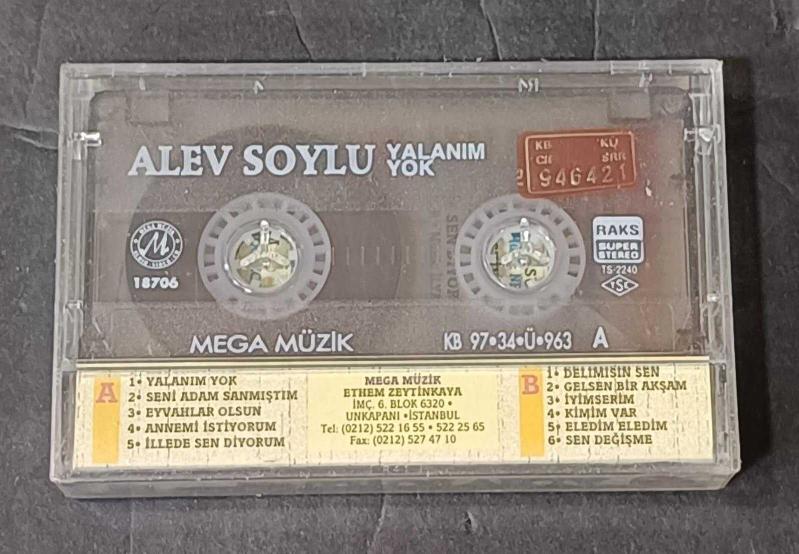 ALEV SOYLU YALANIM YOK
KB KÜ
946421
18706
RAKS
SUPER STEREO
TS-2240
TSE
MEGA MÜZİK KB 97•34•Ü•963 A
A
1• YALANIM YOK
2• SENİ ADAM SANMIŞTIM
3• EYVAHLAR OLSUN
4• ANNEMİ İSTİYORUM
5• İLLEDE SEN DİYORUM
MEGA MÜZİK
ETHEM ZEYTİNKAYA
İMÇ. 6. BLOK 6320 •
UNKAPANI •İSTANBUL
Tel: (0212) 522 16 55 • 522 25 65
Fax: (0212) 527 47 10
B
1• DELİMİSİN SEN
2• GELSEN BİR AKŞAM
3• İYİMSERİM
4• KİMİM VAR
5• ELEDİM ELEDİM
6• SEN DEĞİŞME